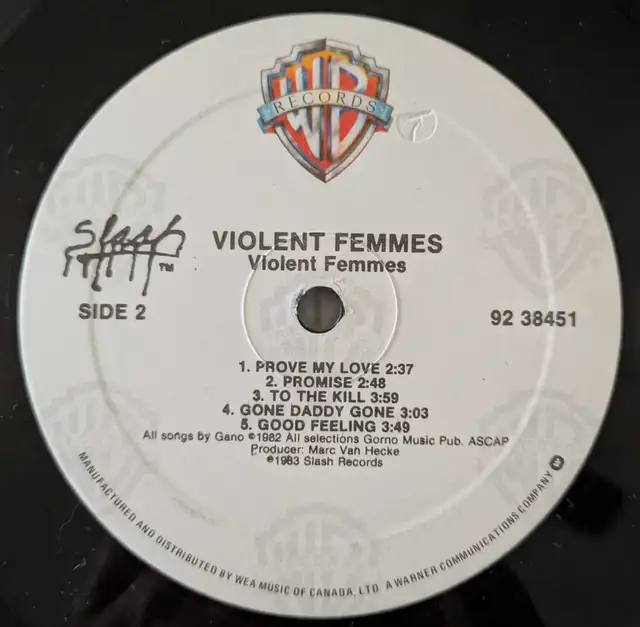 WB
RECORDS
slash TM
VIOLENT FEMMES
Violent Femmes
SIDE 2
92 38451
1. PROVE MY LOVE 2:37
2. PROMISE 2:48
3. TO THE KILL 3:59
4. GONE DADDY GONE 3:03
5. GOOD FEELING 3:49
All songs by Gano ©1982 All selections Gorno Music Pub. ASCAP
Producer: Marc Van Hecke
℗1983 Slash Records
MANUFACTURED AND DISTRIBUTED BY WEA MUSIC OF CANADA, LTD. A WARNER COMMUNICATIONS COMPANY